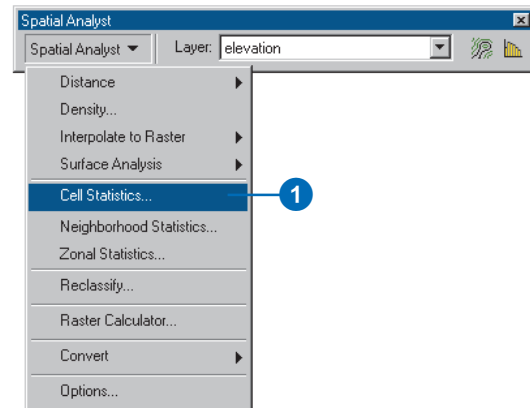 Spatial Analyst
Spatial Analyst Layer: elevation
Distance
Density...
Interpolate to Raster
Surface Analysis
Cell Statistics... 1
Neighborhood Statistics...
Zonal Statistics...
Reclassify...
Raster Calculator...
Convert
Options...